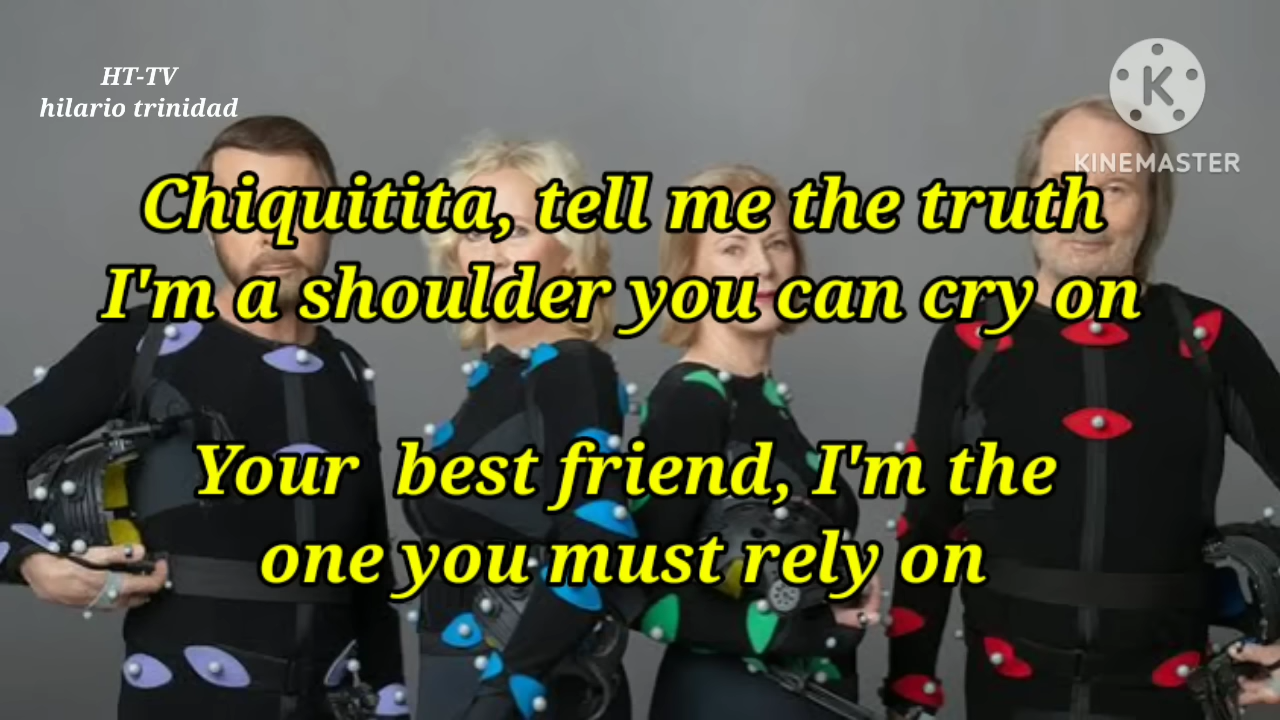 HT-TV
hilario trinidad
KINEMASTER
Chiquitita, tell me the truth
I'm a shoulder you can cry on
Your best friend, I'm the
one you must rely on